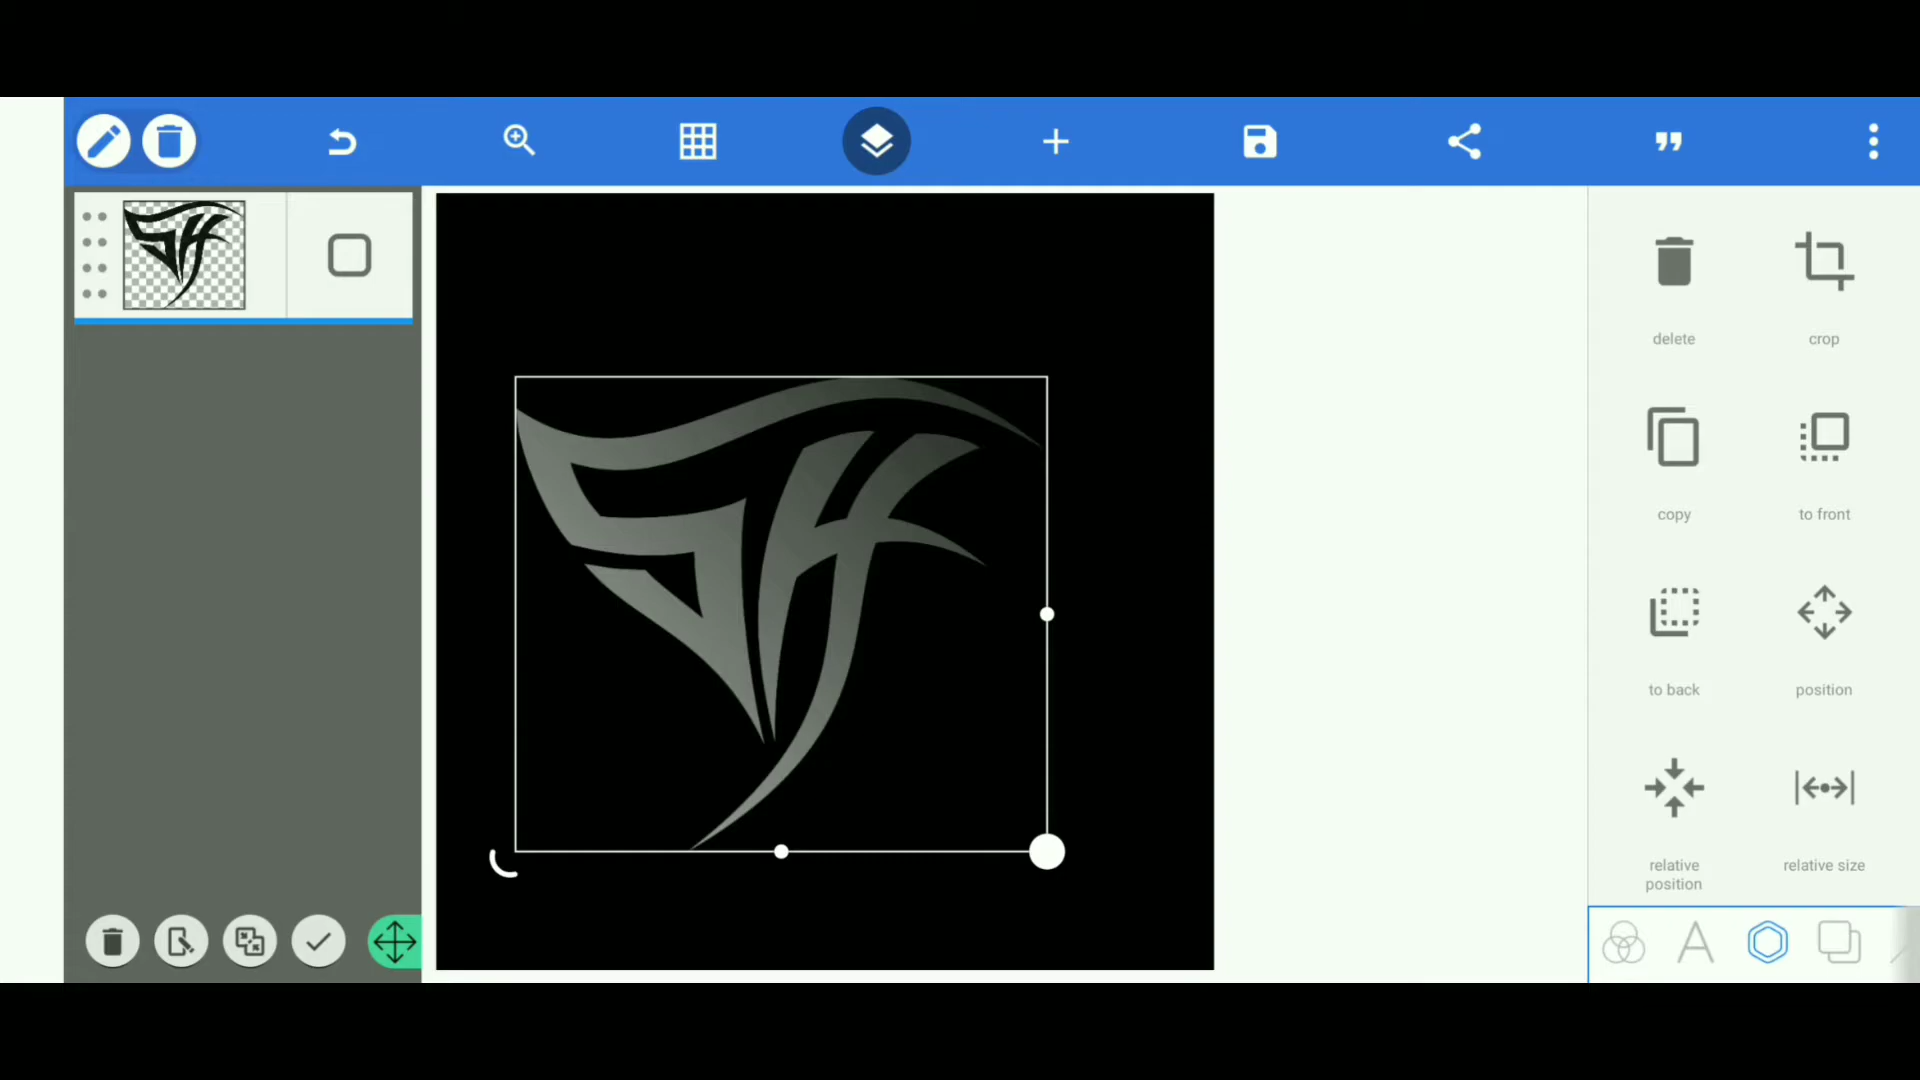 delete
crop
copy
to front
to back
position
relative
position
relative size